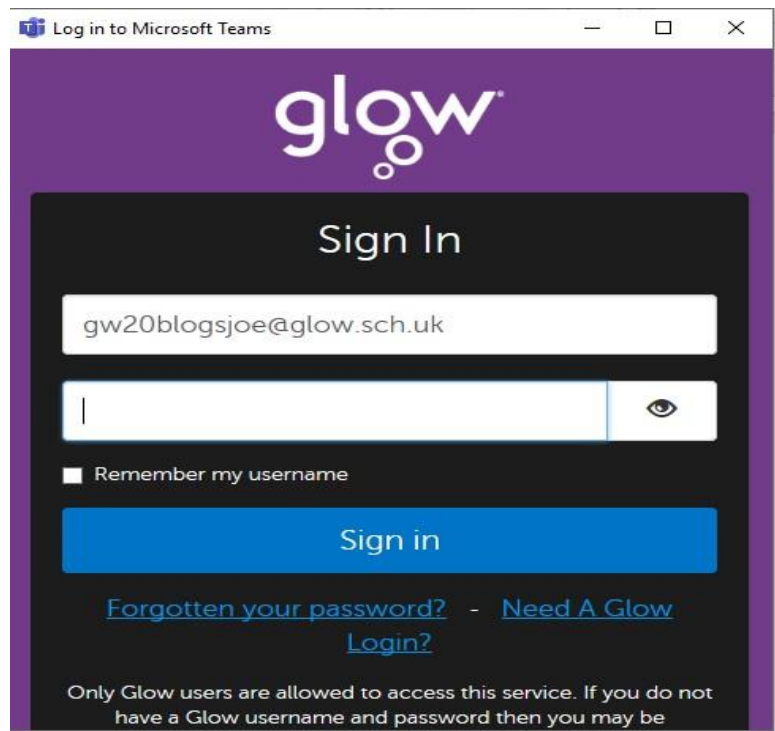 Log in to Microsoft Teams
glow
Sign In
gw20blogsjoe@glow.sch.uk
Remember my username
Sign in
Forgotten your password? - Need A Glow
Login?
Only Glow users are allowed to access this service. If you do not
have a Glow username and password then you may be